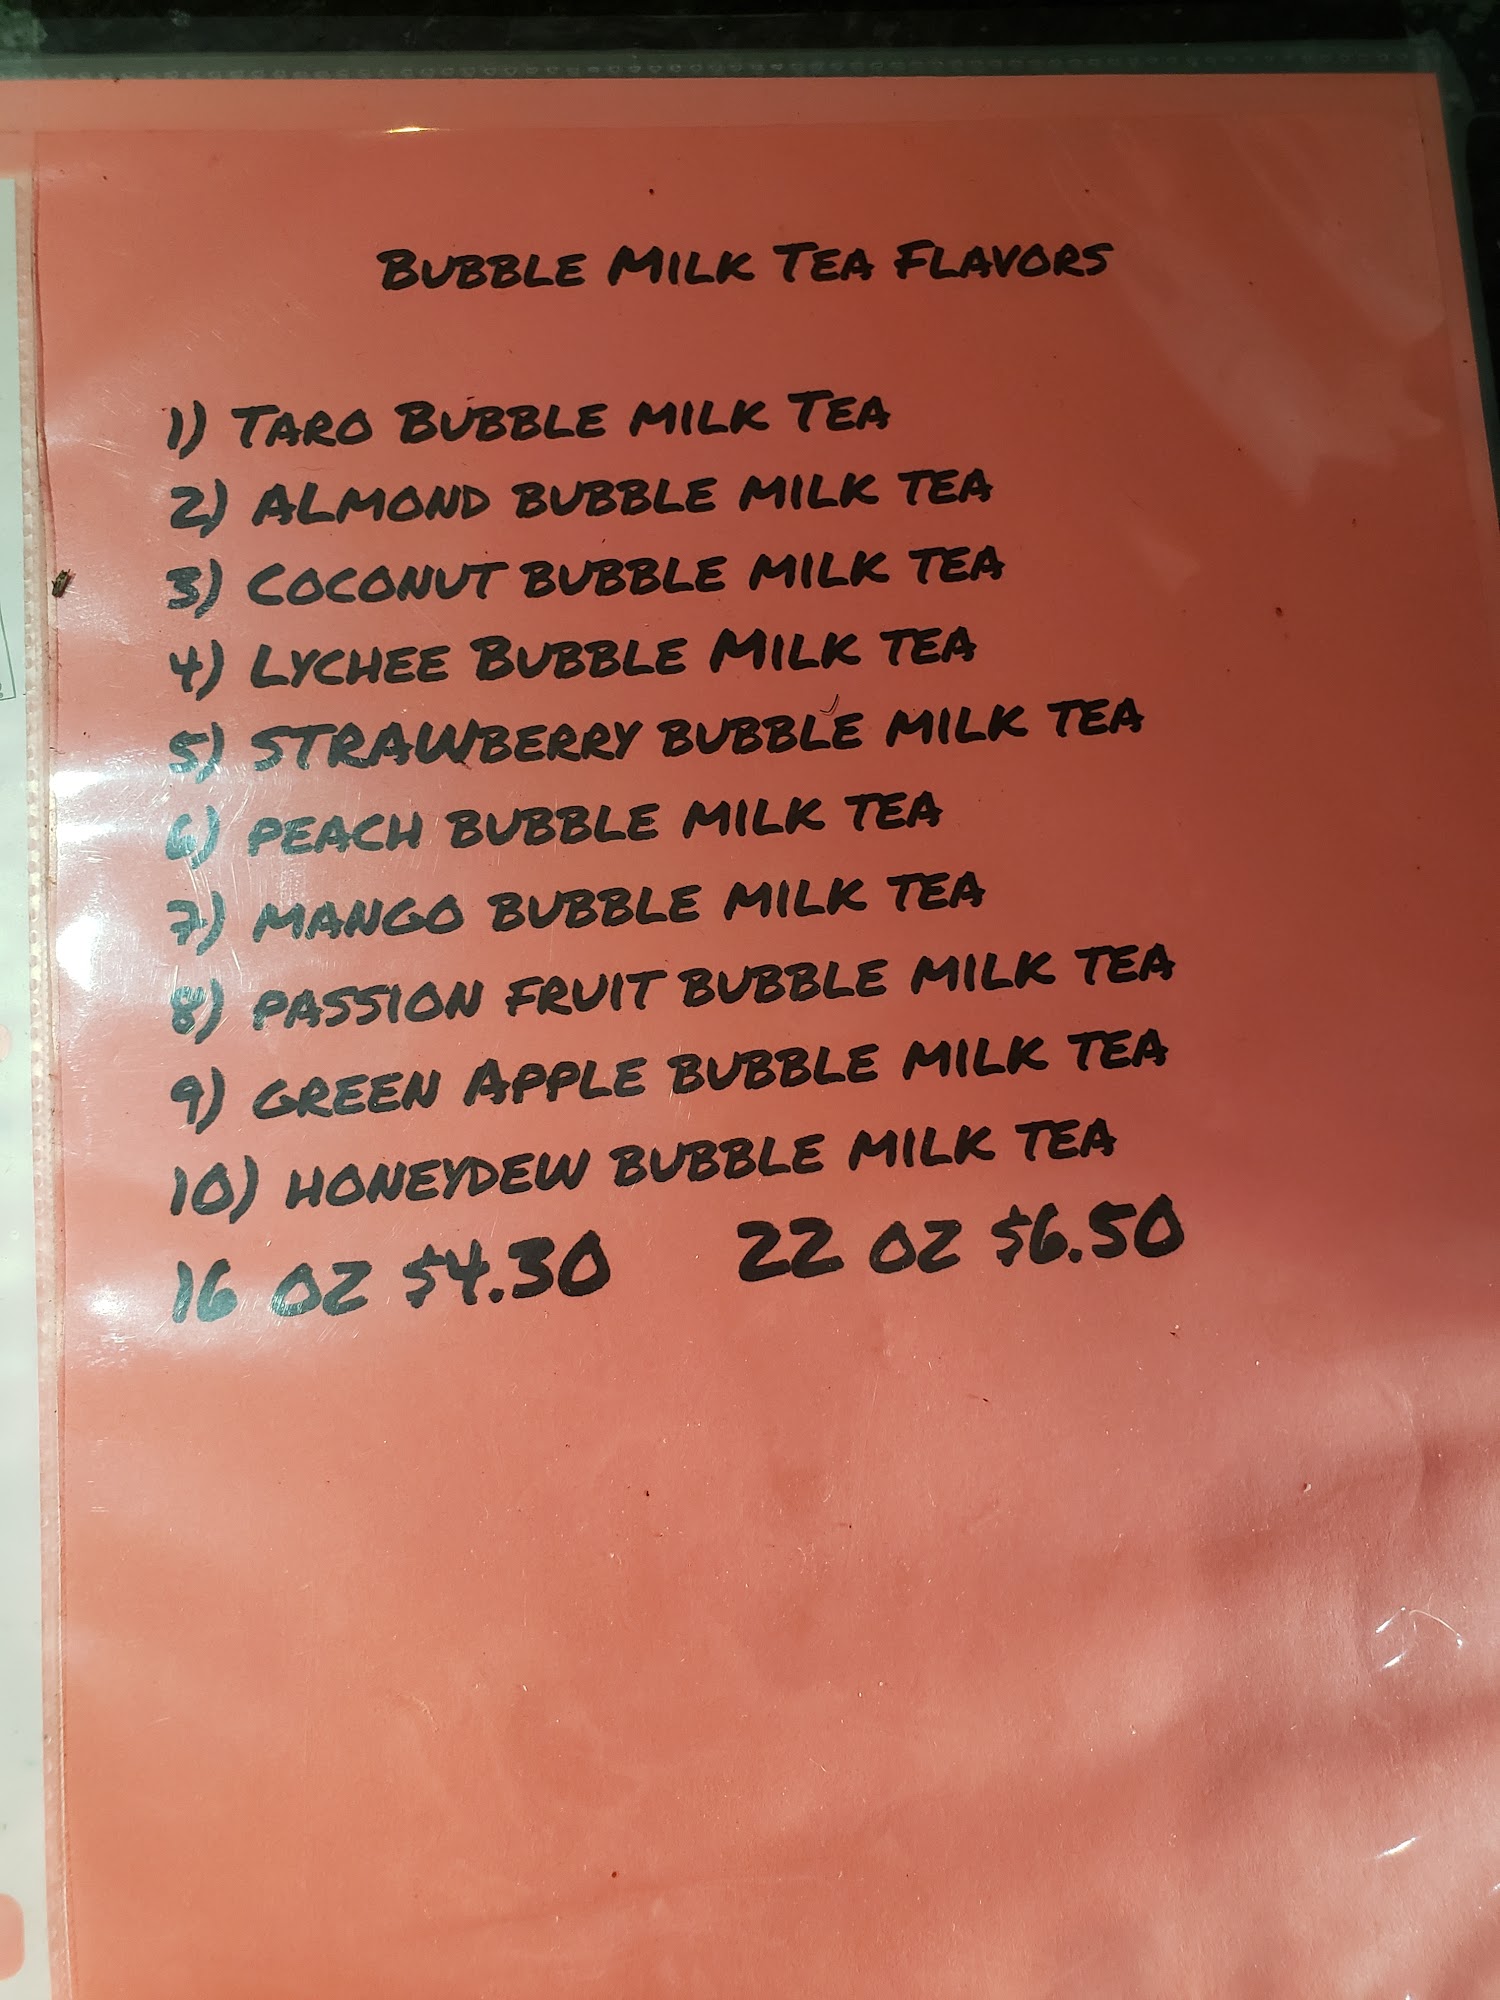 Bubble Milk Tea Flavors
1) Taro Bubble milk Tea
2) ALmond bubble milk tea
3) Coconut bubble milk tea
4) Lychee Bubble Milk tea
5) STRAWberry bubble milk tea
6) peach bubble milk tea
7) mango bubble milk tea
8) passion fruit bubble milk tea
9) green Apple bubble milk tea
10) honeydew bubble milk tea
16 oz $4.30 22 oz $6.50